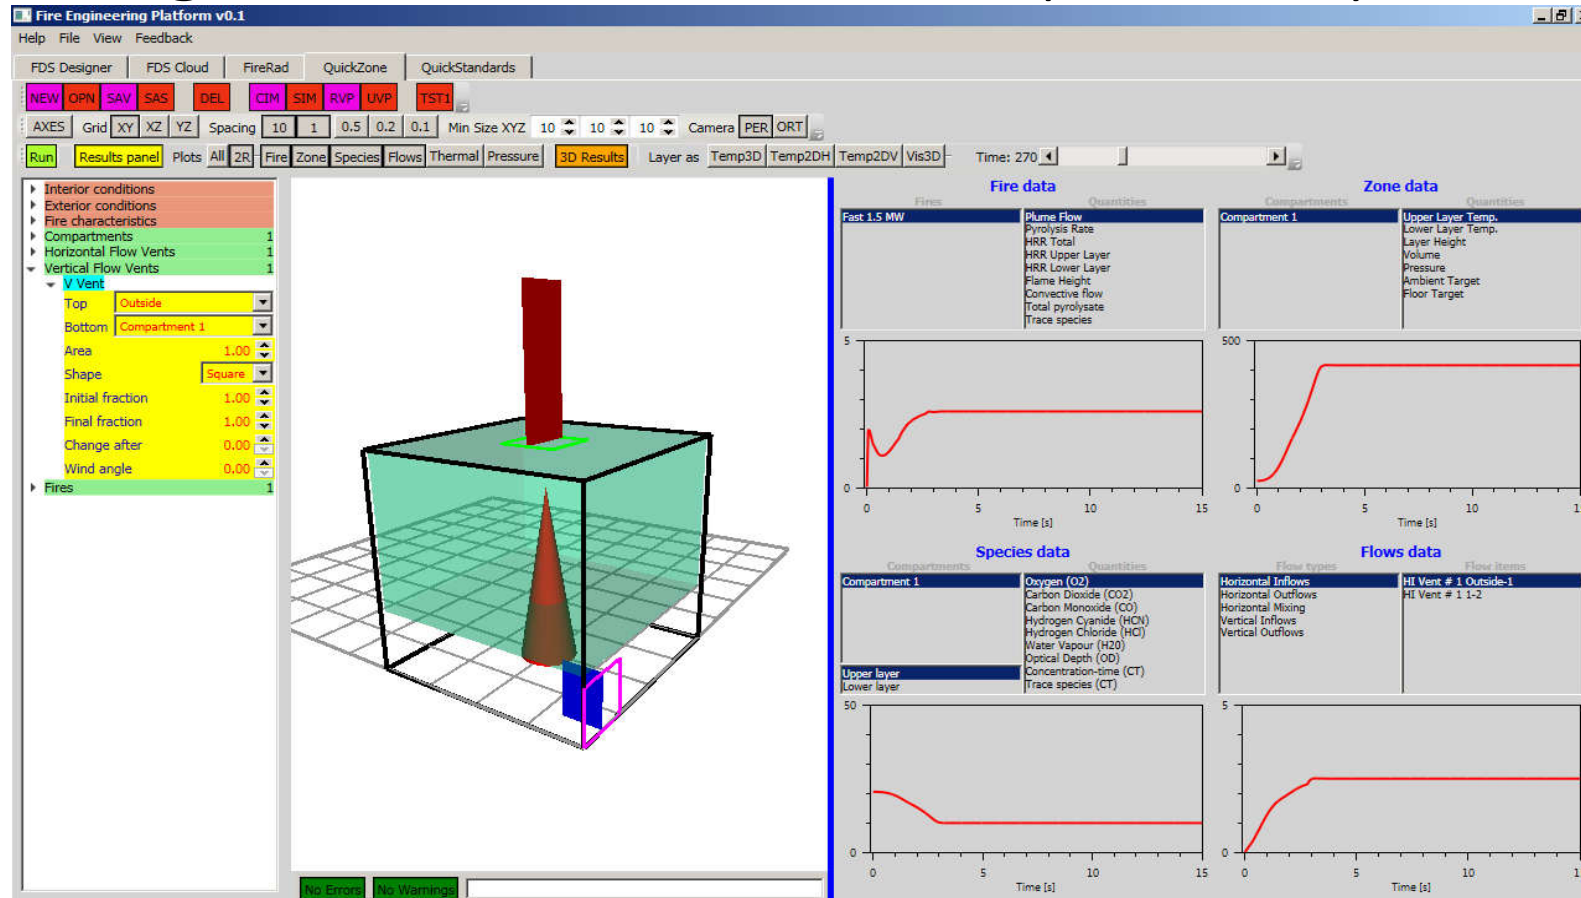 Fire Engineering Platform v0.1
Help File View Feedback
FDS Designer FDS Cloud FireRad QuickZone QuickStandards
NEW OPN SAV SAS DEL CIM SIM RVP UVP TST1
AXES Grid XY XZ YZ Spacing 10 1 0.5 0.2 0.1 Min Size XYZ 10 10 10 Camera PER ORT
Run Results panel Plots All 2R Fire Zone Species Flows Thermal Pressure 3D Results Layer as Temp3D Temp2DH Temp2DV Vis3D Time: 270
Interior conditions
Exterior conditions
Fire characteristics
Compartments 1
Horizontal Flow Vents 1
Vertical Flow Vents 1
V Vent
Top Outside
Bottom Compartment 1
Area 1.00
Shape Square
Initial fraction 1.00
Final fraction 1.00
Change after 0.00
Wind angle 0.00
Fires 1
No Errors No Warnings
Fire data
Fires Quantities
Fast 1.5 MW Plume Flow
Pyrolysis Rate
HRR Total
HRR Upper Layer
HRR Lower Layer
Flame Height
Convective flow
Total pyrolysate
Trace species
5
0
0 5 10 15
Time [s]
Zone data
Compartments Quantities
Compartment 1 Upper Layer Temp.
Lower Layer Temp.
Layer Height
Volume
Pressure
Ambient Target
Floor Target
500
0
0 5 10
Time [s]
Species data
Compartments Quantities
Compartment 1 Oxygen (O2)
Carbon Dioxide (CO2)
Carbon Monoxide (CO)
Hydrogen Cyanide (HCN)
Hydrogen Chloride (HCl)
Water Vapour (H20)
Optical Depth (OD)
Upper layer Concentration-time (CT)
Lower layer Trace species (CT)
50
0
0 5 10 15
Time [s]
Flows data
Flow types Flow items
Horizontal Inflows HI Vent # 1 Outside-1
Horizontal Outflows HI Vent # 1 1-2
Horizontal Mixing
Vertical Inflows
Vertical Outflows
5
0
0 5 10
Time [s]